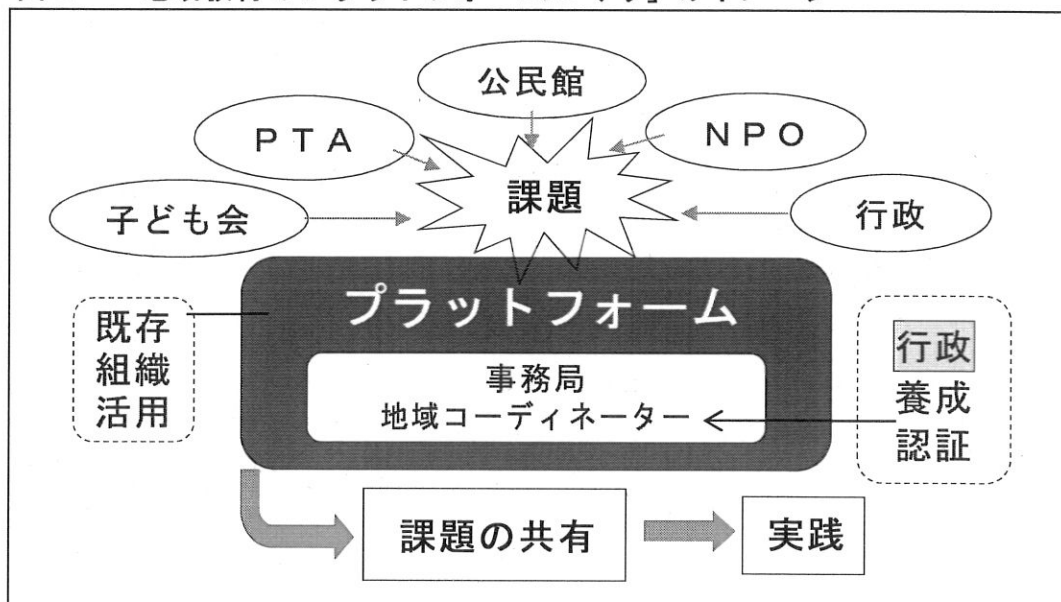 公民館
PTA
NPO
課題
子ども会
行政
プラットフォーム
既存
組織
活用
事務局
地域コーディネーター
行政
養成
認証
課題の共有
実践